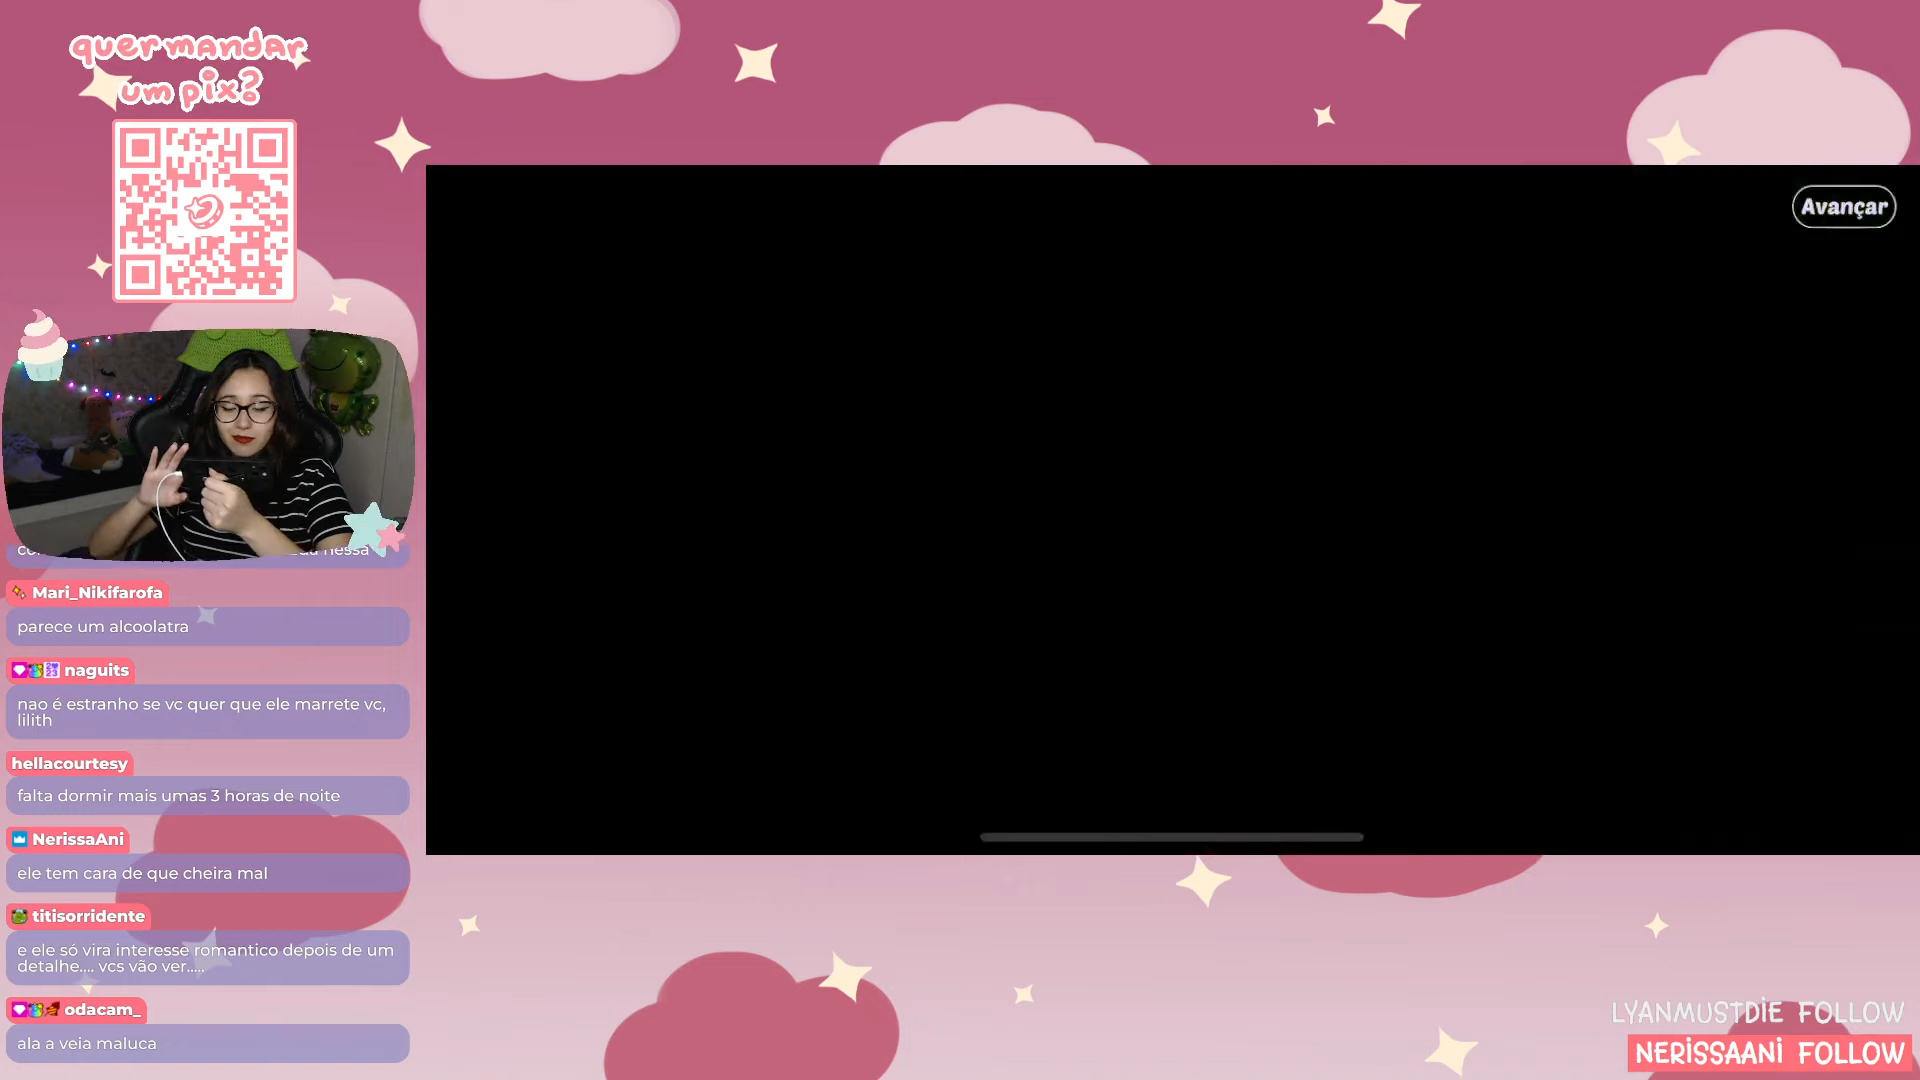 quer mandar
um pix?
Avançar
nessa
Mari_Nikifarofa
parece um alcoolatra
naguits
nao é estranho se vc quer que ele marrete vc,
lilith
hellacourtesy
falta dormir mais umas 3 horas de noite
NerissaAni
ele tem cara de que cheira mal
titisorridente
e ele só vira interesse romantico depois de um
detalhe.... vcs vão ver.....
odacam_
ala a veia maluca
LYANMUSTDIE FOLLOW
NERISSAANI FOLLOW